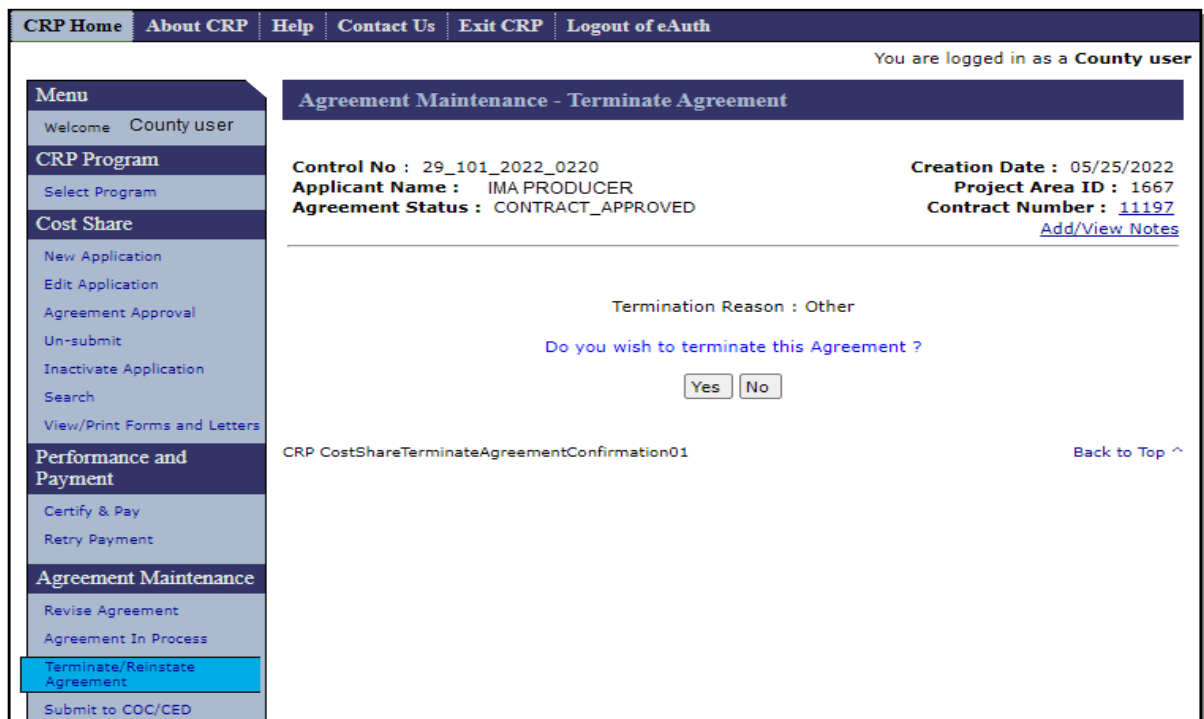 CRP Home About CRP Help Contact Us Exit CRP Logout of eAuth
You are logged in as a County user
Menu
Welcome County user
CRP Program
Select Program
Cost Share
New Application
Edit Application
Agreement Approval
Un-submit
Inactivate Application
Search
View/Print Forms and Letters
Performance and
Payment
Certify & Pay
Retry Payment
Agreement Maintenance
Revise Agreement
Agreement In Process
Terminate/Reinstate
Agreement
Submit to COC/CED
Agreement Maintenance - Terminate Agreement
Control No : 29_101_2022_0220
Applicant Name : IMA PRODUCER
Agreement Status : CONTRACT_APPROVED
Creation Date : 05/25/2022
Project Area ID : 1667
Contract Number : 11197
Add/View Notes
Termination Reason : Other
Do you wish to terminate this Agreement ?
Yes No
CRP CostShareTerminateAgreementConfirmation01
Back to Top ^